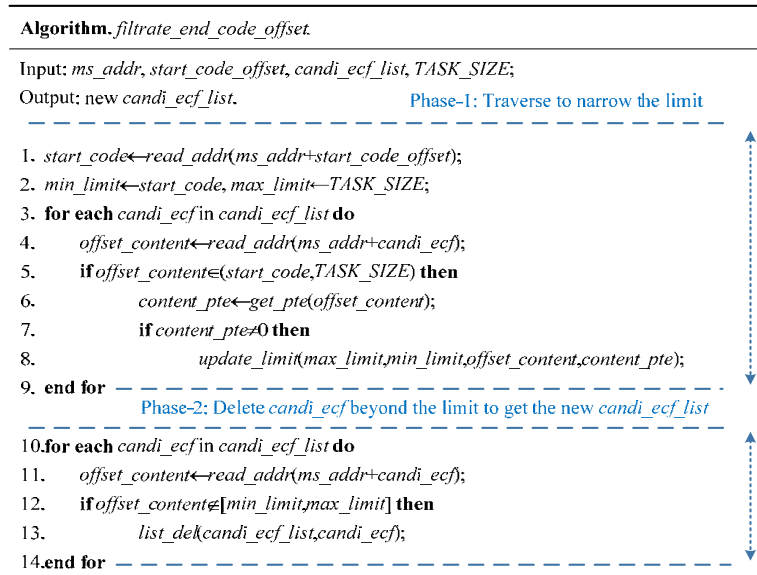 Algorithm. filtrate_end_code_offset.
Input: ms_addr, start_code_offset, candi_ecf_list, TASK_SIZE;
Output: new candi_ecf_list.
Phase-1: Traverse to narrow the limit
1. start_code←read_addr(ms_addr+start_code_offset);
2. min_limit←start_code, max_limit←TASK_SIZE;
3. for each candi_ecf in candi_ecf_list do
4. offset_content←read_addr(ms_addr+candi_ecf);
5. if offset_content∈(start_code,TASK_SIZE) then
6. content_pte←get_pte(offset_content);
7. if content_pte≠0 then
8. update_limit(max_limit,min_limit,offset_content,content_pte);
9. end for
Phase-2: Delete candi_ecf beyond the limit to get the new candi_ecf_list
10.for each candi_ecf in candi_ecf_list do
11. offset_content←read_addr(ms_addr+candi_ecf);
12. if offset_content∉[min_limit,max_limit] then
13. list_del(candi_ecf_list,candi_ecf);
14.end for